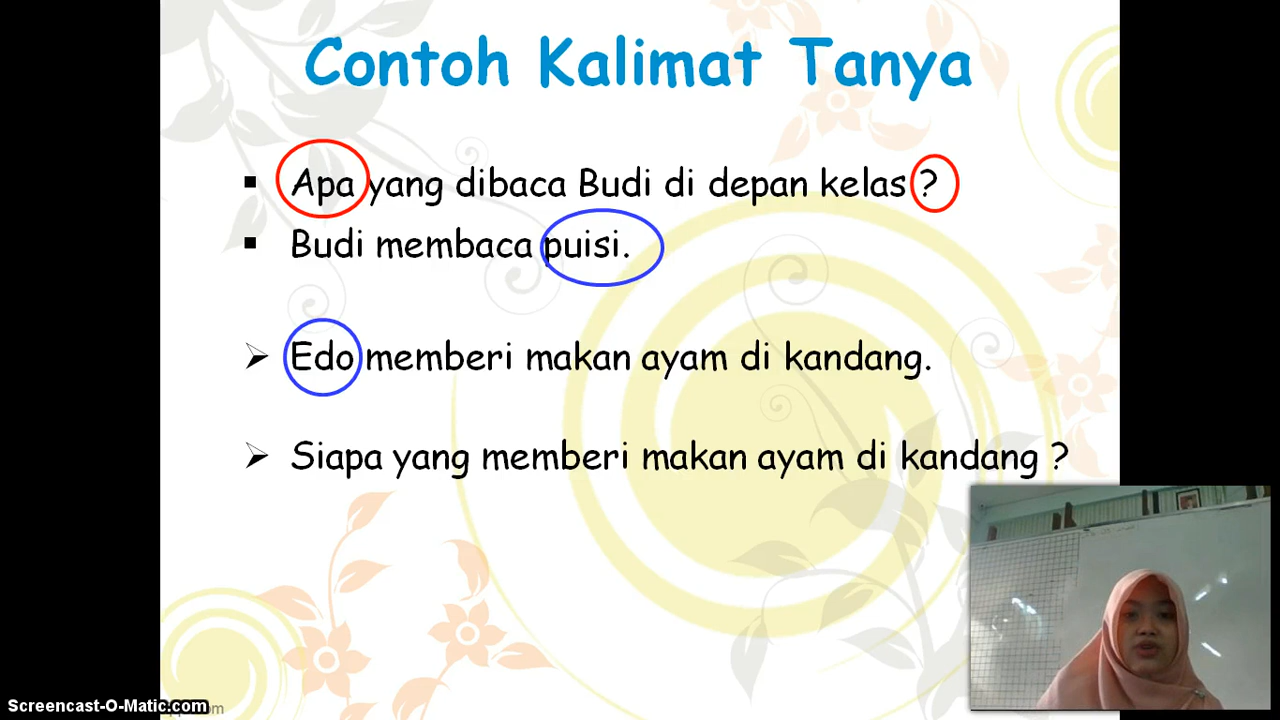 Contoh Kalimat Tanya
Apa yang dibaca Budi di depan kelas ?
Budi membaca puisi.
Edo memberi makan ayam di kandang.
Siapa yang memberi makan ayam di kandang ?
Screencast-O-Matic.com